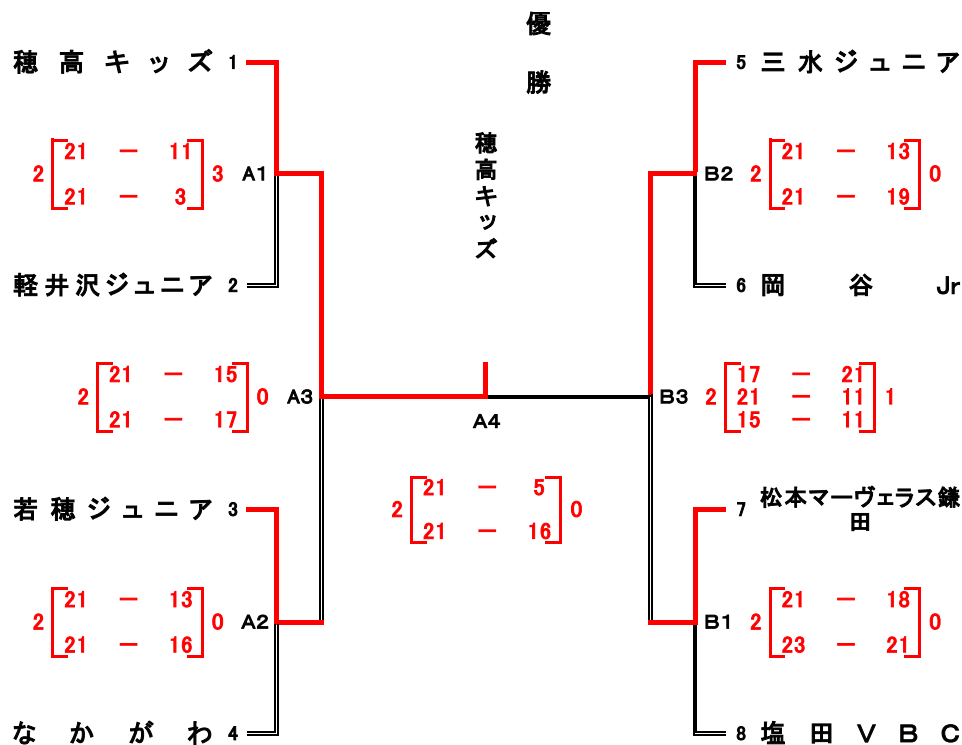 優勝
穂高キッズ
穂高キッズ 1
2 21 ー 11 3
21 ー 3
A1
軽井沢ジュニア 2
2 21 ー 15 0
21 ー 17
A3
若穂ジュニア 3
2 21 ー 13 0
21 ー 16
A2
なかがわ 4
A4
2 21 ー 5 0
21 ー 16
5 三水ジュニア
B2
2 21 ー 13 0
21 ー 19
6 岡谷Jr
B3
17 ー 21
2 21 ー 11 1
15 ー 11
7 松本マーヴェラス鎌
田
B1
2 21 ー 18 0
23 ー 21
8 塩田VBC